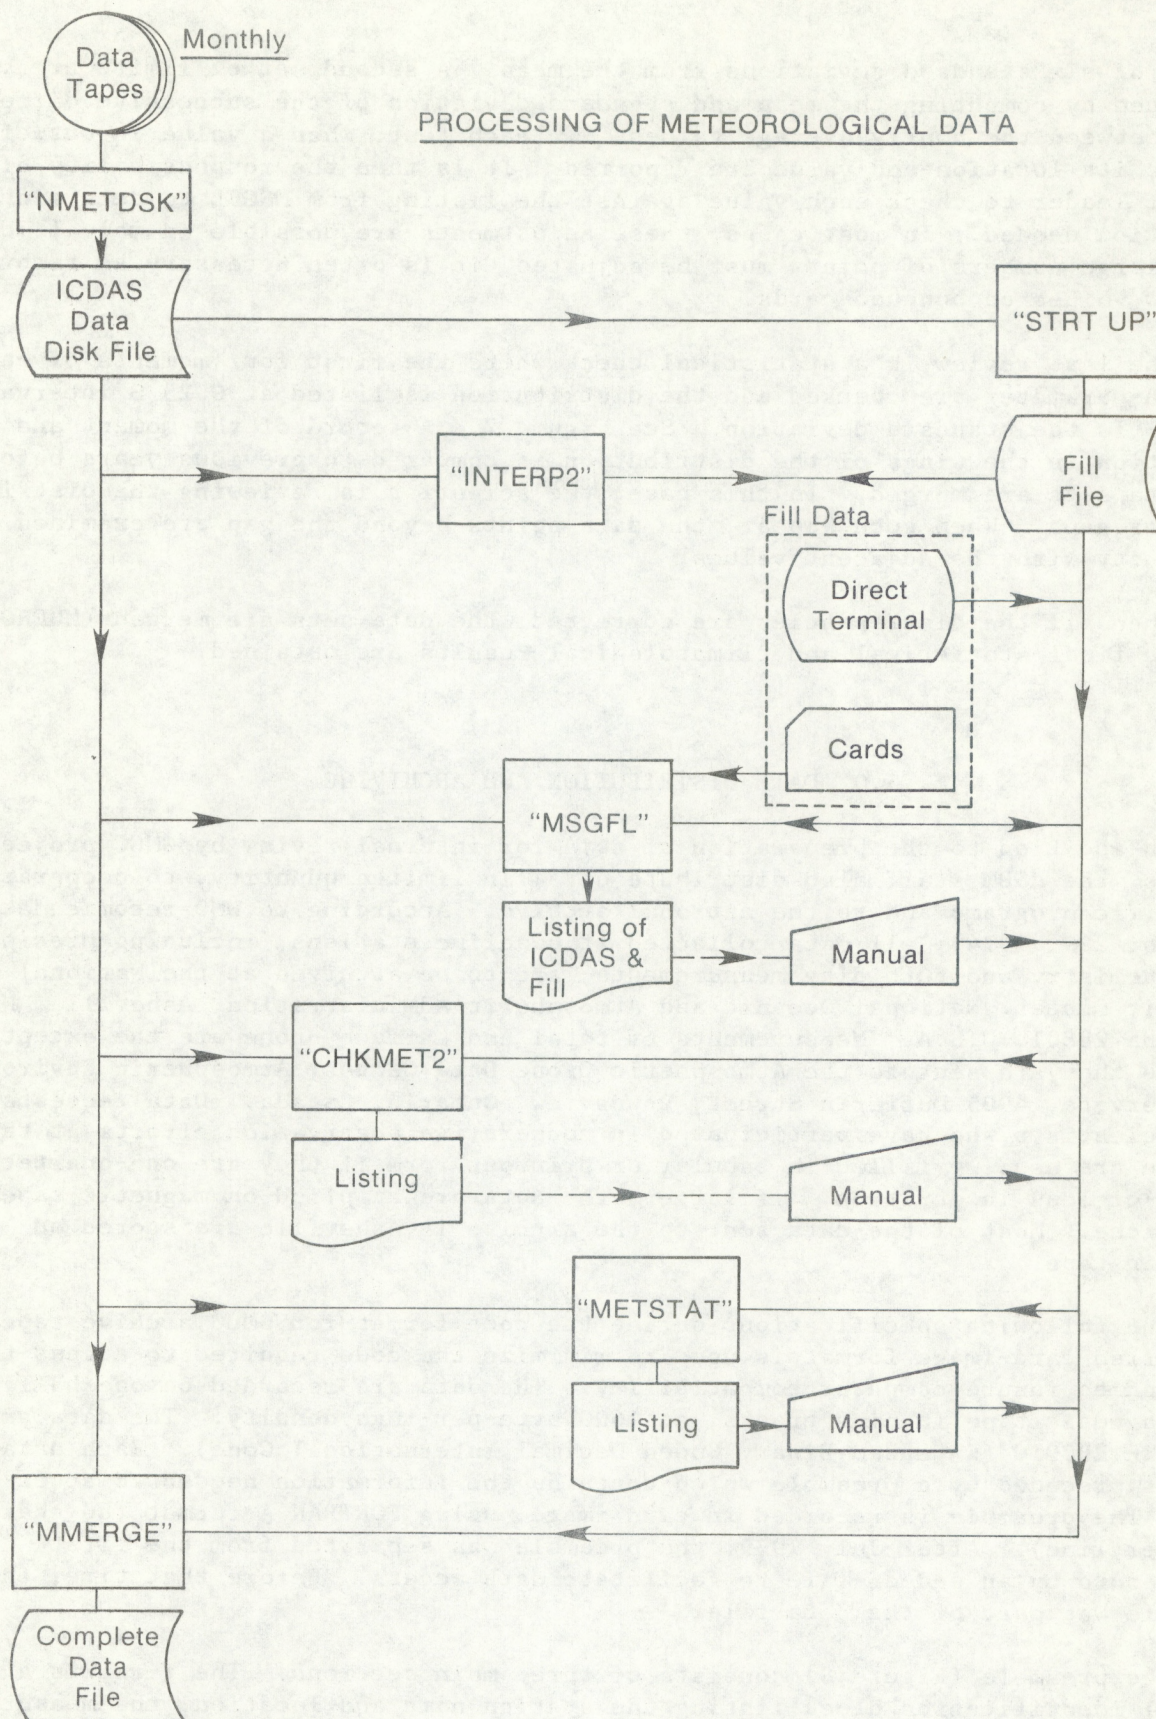 Data
Tapes
Monthly
PROCESSING OF METEOROLOGICAL DATA
"NMETDSK"
ICDAS
Data
Disk File
"STRT UP"
"INTERP2"
Fill
File
Fill Data
Direct
Terminal
Cards
"MSGFL"
Listing of
ICDAS &
Fill
Manual
"CHKMET2"
Listing
Manual
"METSTAT"
Listing
Manual
"MMERGE"
Complete
Data
File